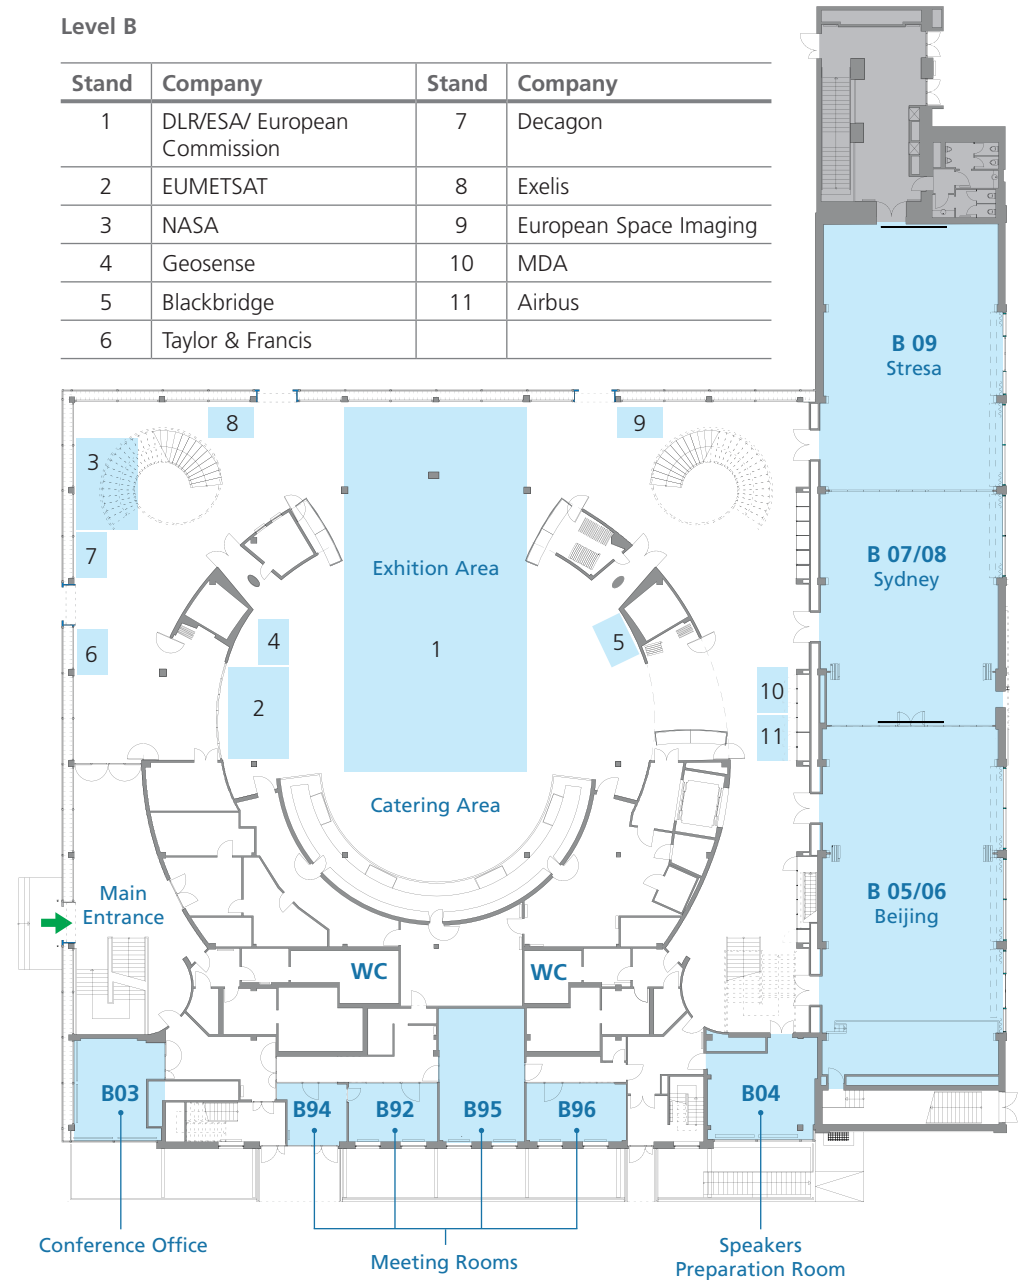 Level B
Stand Company Stand Company
1 DLR/ESA/ European 7 Decagon
Commission
2 EUMETSAT 8 Exelis
3 NASA 9 European Space Imaging
4 Geosense 10 MDA
5 Blackbridge 11 Airbus
6 Taylor & Francis
B 09
Stresa
8
9
3
7
Exhition Area
B 07/08
Sydney
6
4
1
5
2
10
11
Catering Area
Main
Entrance
B 05/06
Beijing
WC
WC
B03
B94
B92
B95
B96
B04
Conference Office
Meeting Rooms
Speakers
Preparation Room